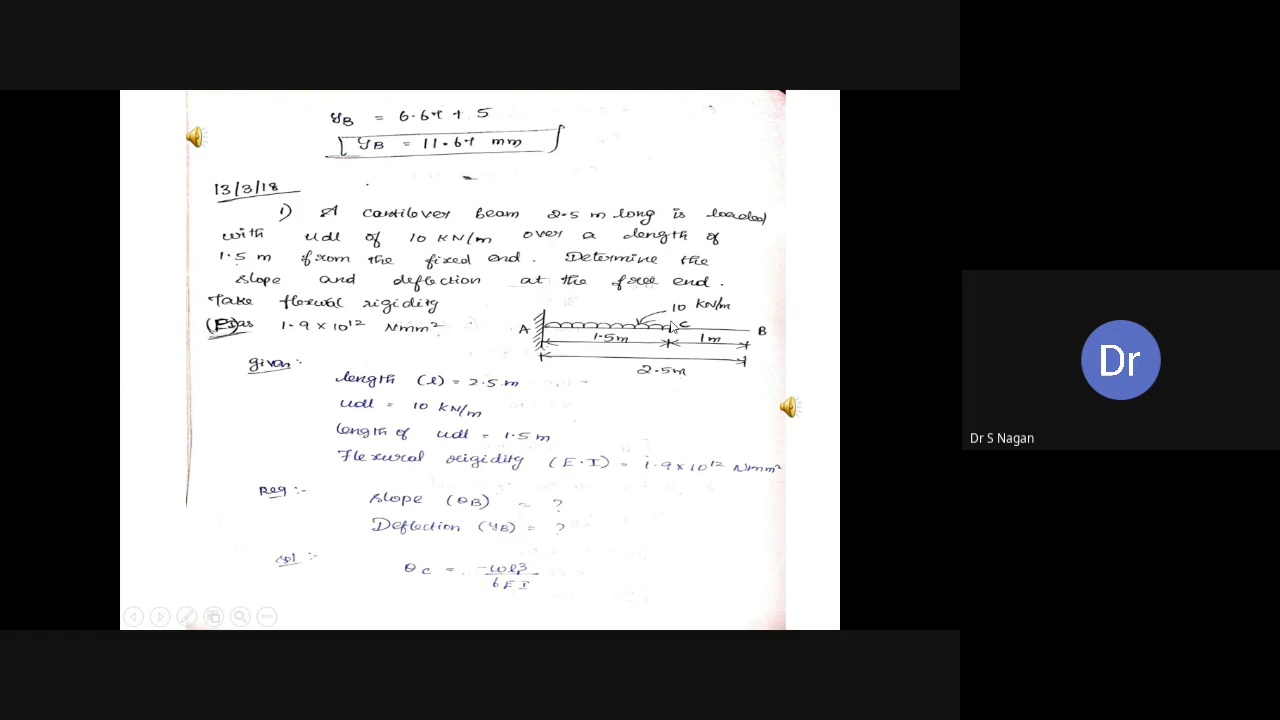 yB = 6.67 + 5
yB = 11.67 mm
13/3/18
1) A cantilever beam 2.5 m long is loaded
with udl of 10 KN/m over a length of
1.5 m from the fixed end. Determine the
slope and deflection at the free end.
Take flexural rigidity
(EI) as 1.9 x 10¹² Nmm²
10 KN/m
A C B
1.5m 1m
2.5m
given:
length (l) = 2.5 m
udl = 10 KN/m
length of udl = 1.5 m
Flexural rigidity (E.I) = 1.9 x 10¹² Nmm²
Req :-
Slope (θB) = ?
Deflection (yB) = ?
Sol :-
θc = -wl³/6EI
Dr
Dr S Nagan